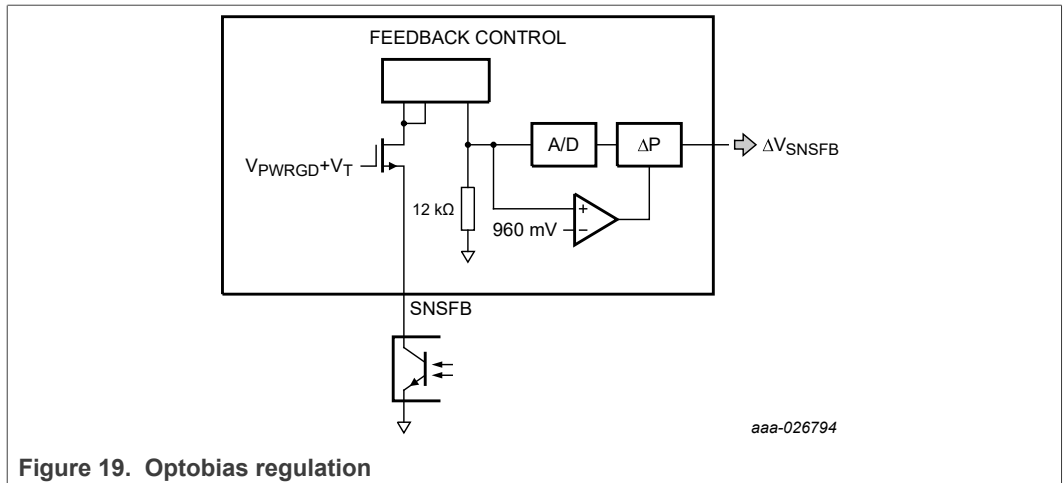 FEEDBACK CONTROL
A/D
ΔP
ΔV_SNSFB
V_PWRGD+V_T
12 kΩ
+
960 mV
−
SNSFB
aaa-026794
Figure 19. Optobias regulation